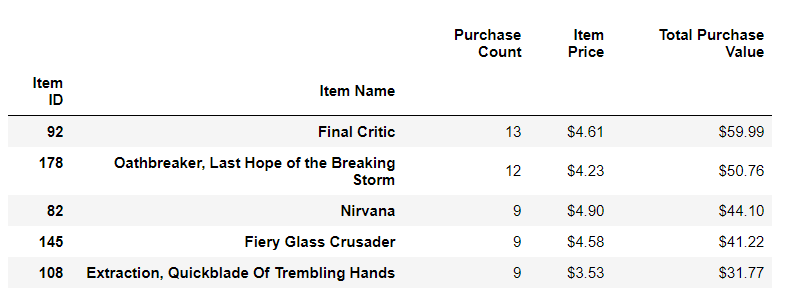 Purchase Count Item Price Total Purchase Value
Item ID Item Name
92 Final Critic 13 $4.61 $59.99
178 Oathbreaker, Last Hope of the Breaking Storm 12 $4.23 $50.76
82 Nirvana 9 $4.90 $44.10
145 Fiery Glass Crusader 9 $4.58 $41.22
108 Extraction, Quickblade Of Trembling Hands 9 $3.53 $31.77